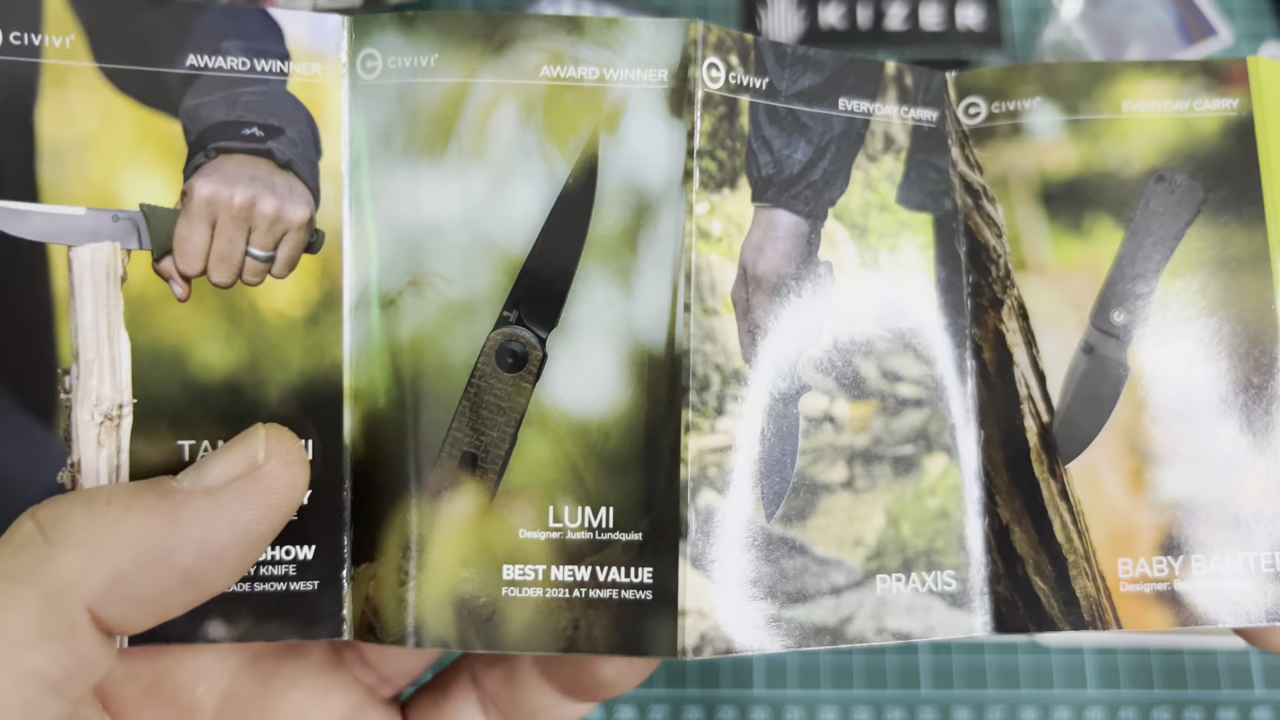 KIZER
CIVIVI
AWARD WINNER
SHOW
KNIFE
SHOW WEST
CIVIVI
AWARD WINNER
LUMI
Designer: Justin Lundquist
BEST NEW VALUE
FOLDER 2021 AT KNIFE NEWS
CIVIVI
EVERYDAY CARRY
PRAXIS
CIVIVI
EVERYDAY CARRY
BABY
Designer: